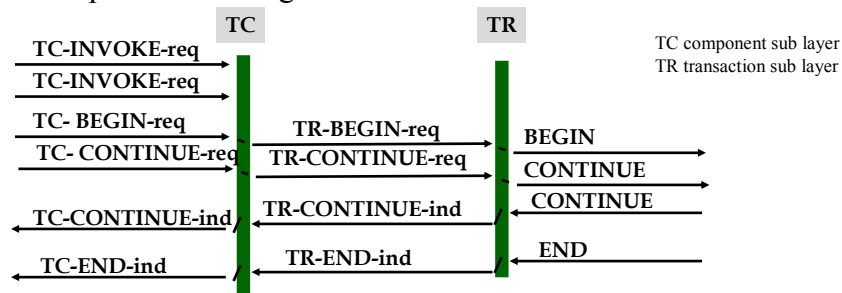 TC TR
TC-INVOKE-req
TC component sub layer
TR transaction sub layer
TC-INVOKE-req
TC- BEGIN-req
TR-BEGIN-req
BEGIN
TC- CONTINUE-req
TR-CONTINUE-req
CONTINUE
TC-CONTINUE-ind
TR-CONTINUE-ind
CONTINUE
TC-END-ind
TR-END-ind
END